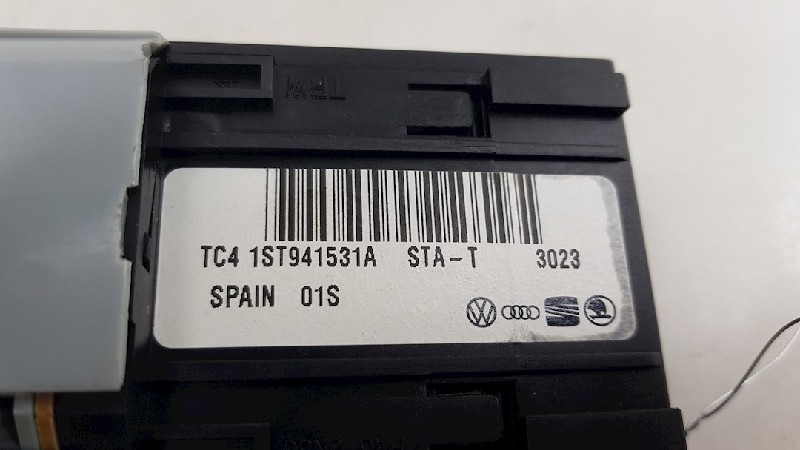 TC4 1ST941531A STA-T 3023
SPAIN 01S